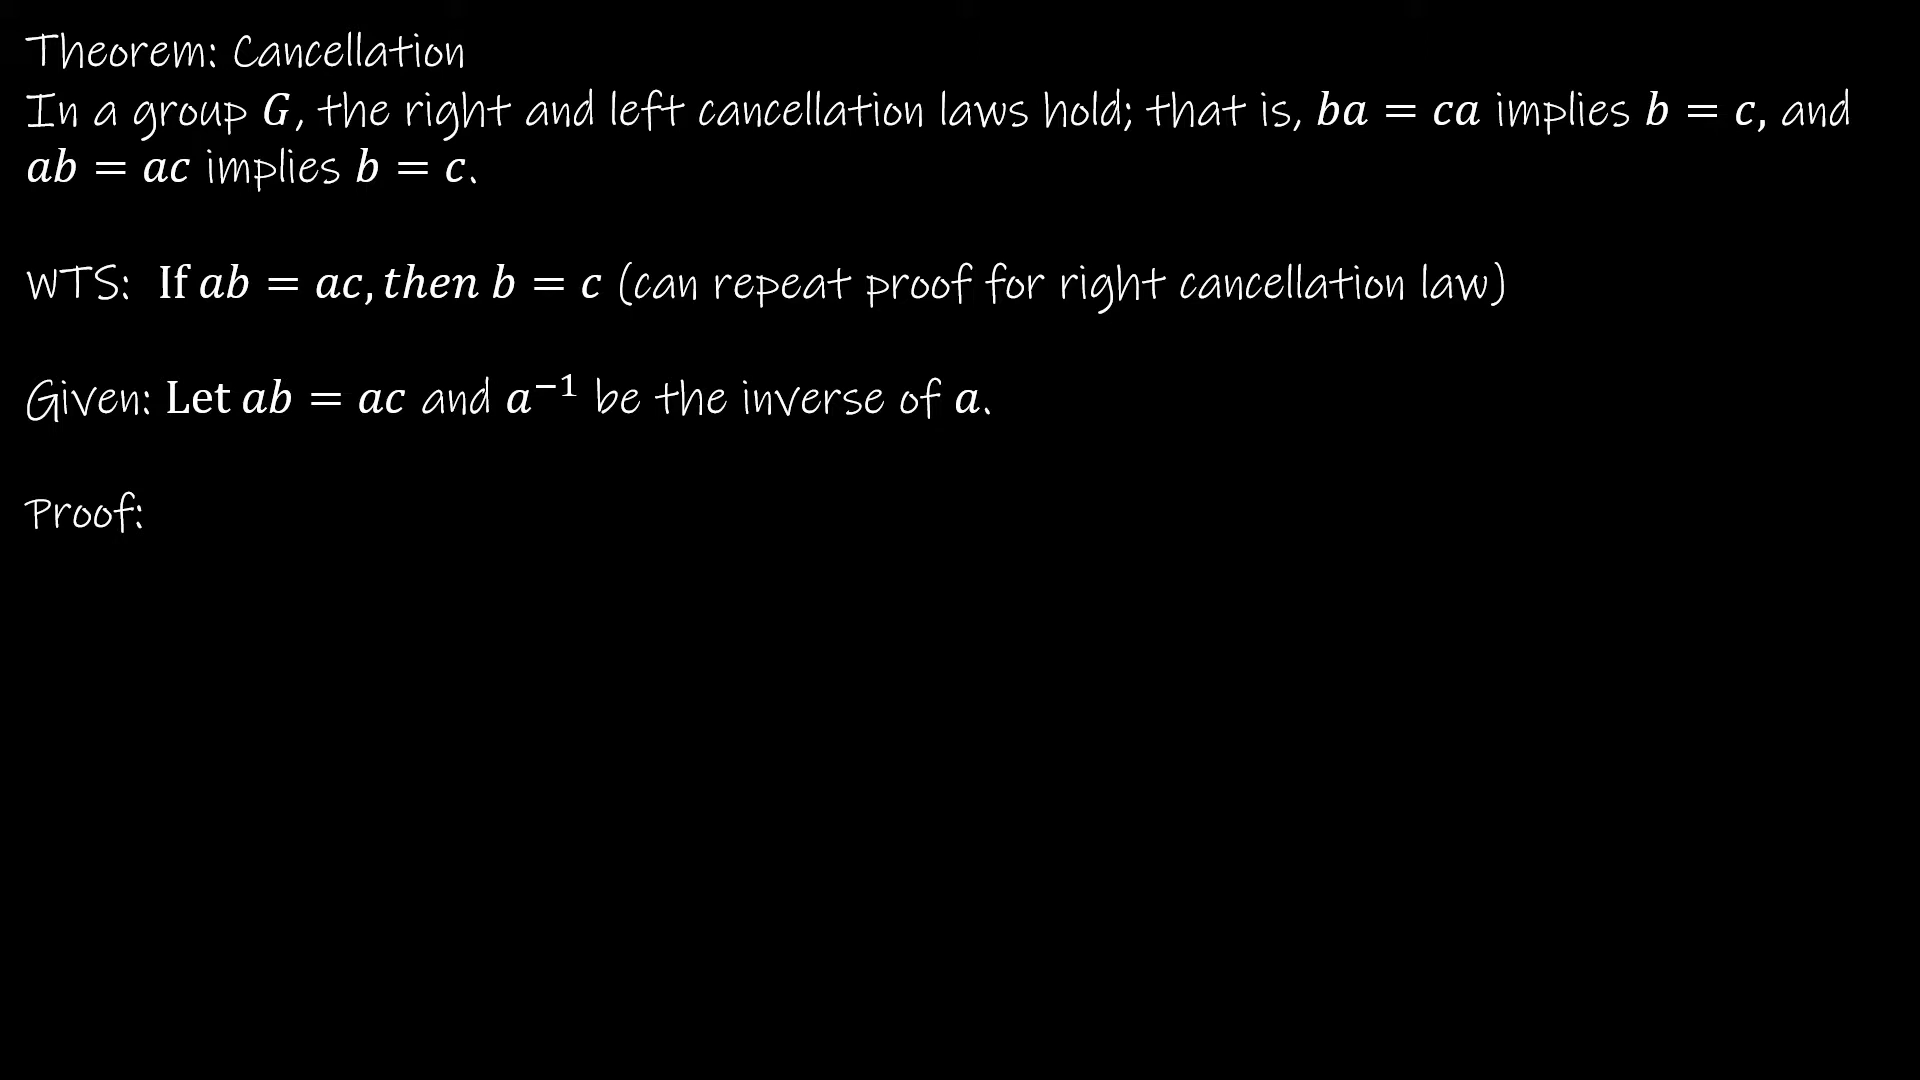 Theorem: Cancellation
In a group G, the right and left cancellation laws hold; that is, ba = ca implies b = c, and
ab = ac implies b = c.
WTS: If ab = ac, then b = c (can repeat proof for right cancellation law)
Given: Let ab = ac and a⁻¹ be the inverse of a.
Proof: